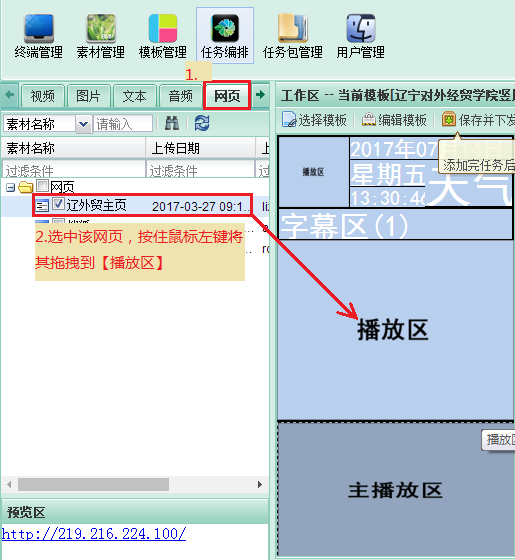 终端管理 素材管理 模板管理 任务编排 任务包管理 用户管理
1.
视频 图片 文本 音频 网页
工作区 -- 当前模板[辽宁对外经贸学院竖屏
素材名称 请输入
选择模板 编辑模板 保存并下发
素材名称 上传日期 上
添加完任务后
过滤条件 过滤条件 过
网页
辽外贸主页 2017-03-27 09:1... li
2.选中该网页，按住鼠标左键将
其拖拽到【播放区】
播放区
2017年07
星期五
13:30:4
天气
字幕区(1)
播放区
播放区
主播放区
预览区
http://219.216.224.100/